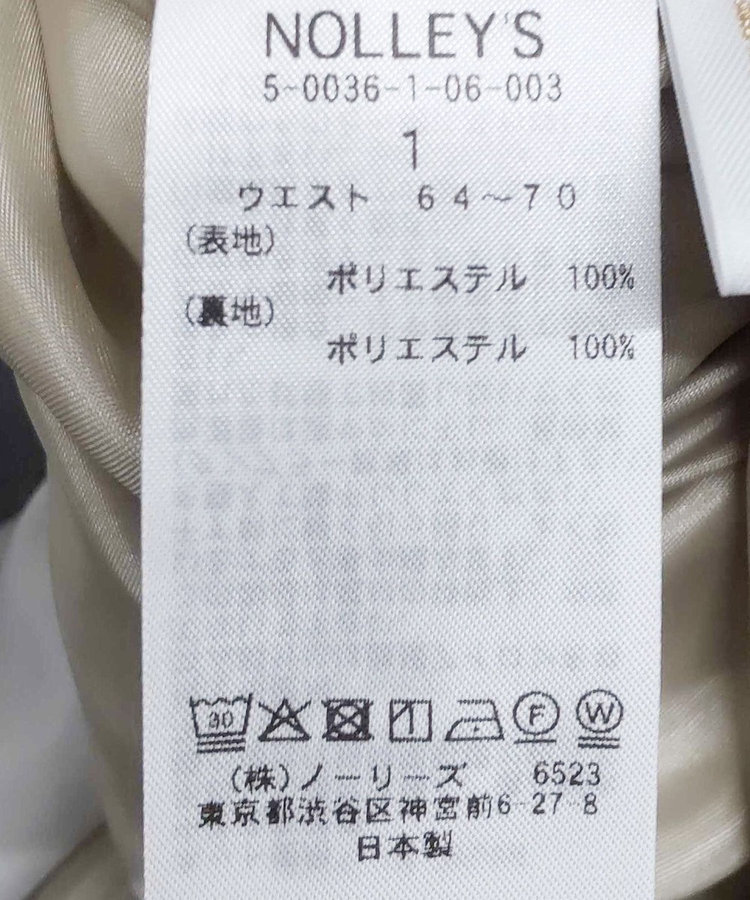 NOLLEY'S
5-0036-1-06-003
1
ウエスト 64～70
(表地)
ポリエステル 100%
(裏地)
ポリエステル 100%
30 F W
(株)ノーリーズ 6523
東京都渋谷区神宮前6-27-8
日本製